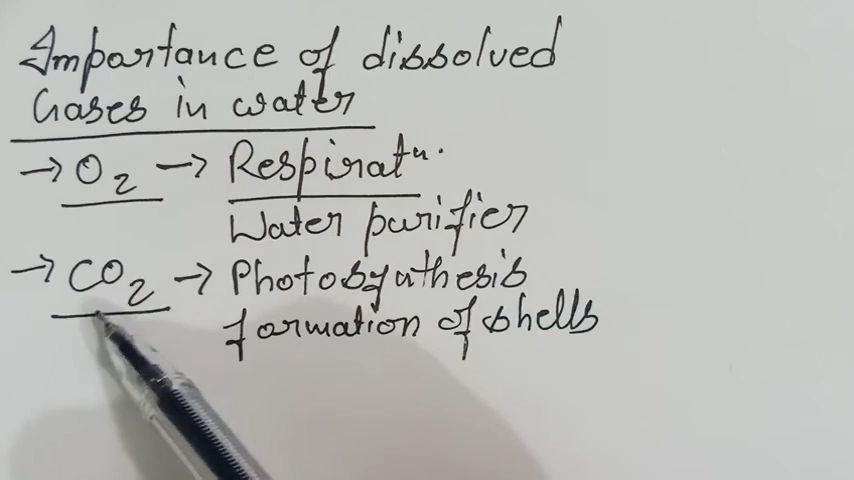 Importance of dissolved
Gases in water
→ O₂ → Respiratⁿ.
Water purifier
→ CO₂ → Photosynthesis
formation of shells